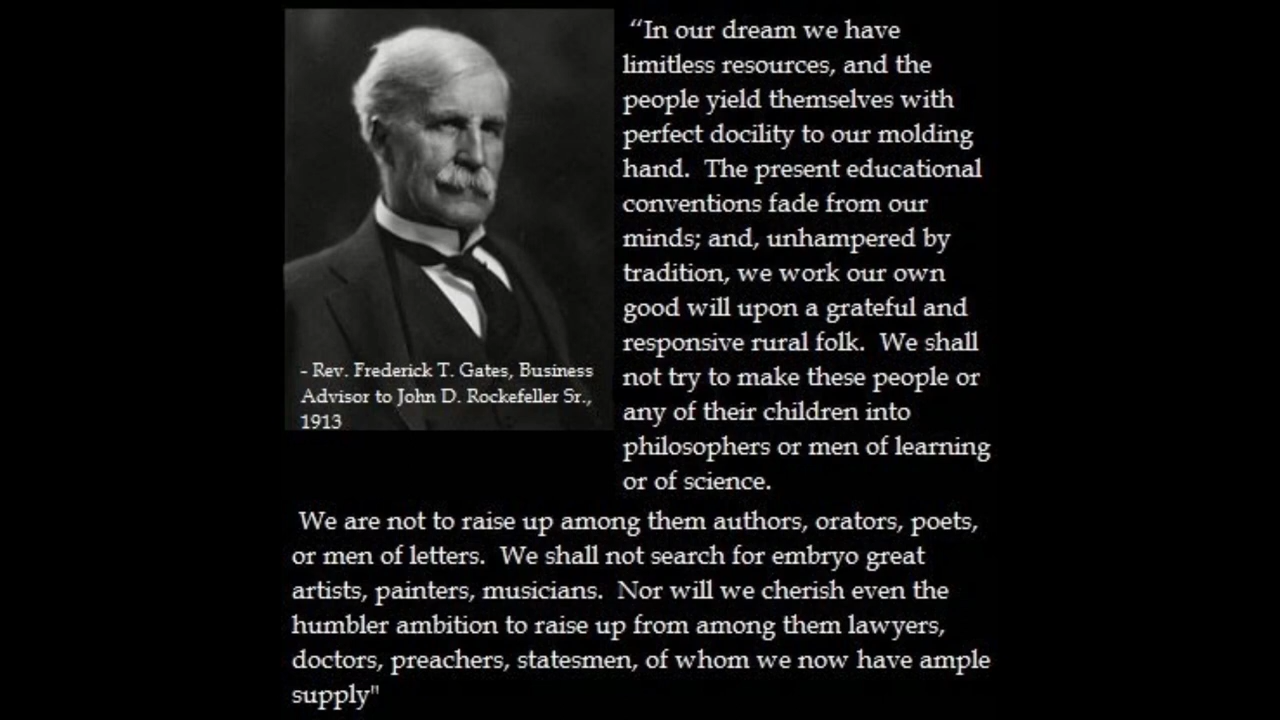 “In our dream we have
limitless resources, and the
people yield themselves with
perfect docility to our molding
hand.  The present educational
conventions fade from our
minds; and, unhampered by
tradition, we work our own
good will upon a grateful and
responsive rural folk.  We shall
not try to make these people or
any of their children into
philosophers or men of learning
or of science.
- Rev. Frederick T. Gates, Business
Advisor to John D. Rockefeller Sr.,
1913
We are not to raise up among them authors, orators, poets,
or men of letters.  We shall not search for embryo great
artists, painters, musicians.  Nor will we cherish even the
humbler ambition to raise up from among them lawyers,
doctors, preachers, statesmen, of whom we now have ample
supply"